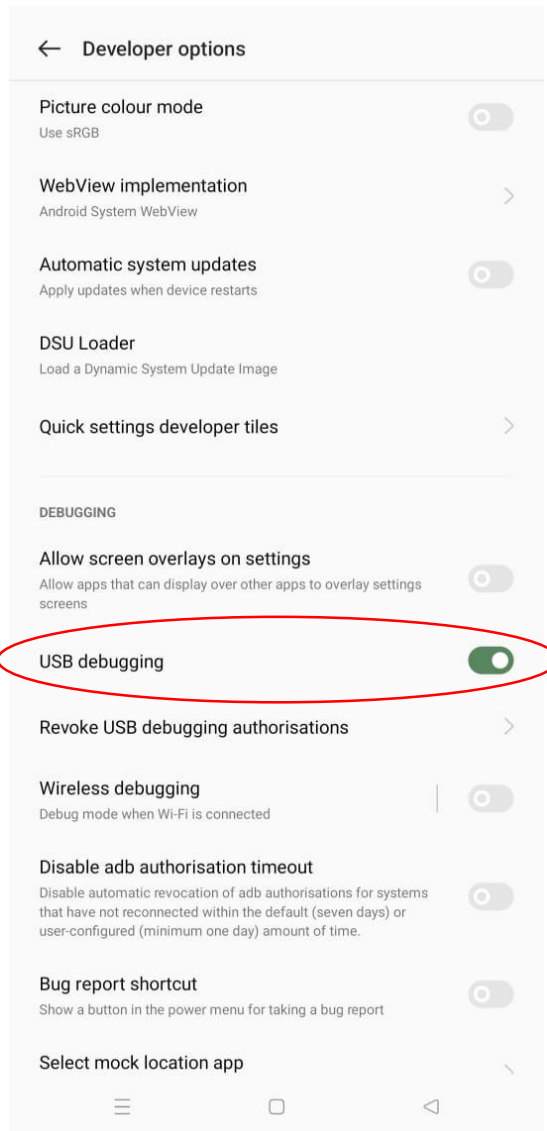 Developer options
Picture colour mode
Use sRGB
WebView implementation
Android System WebView
Automatic system updates
Apply updates when device restarts
DSU Loader
Load a Dynamic System Update Image
Quick settings developer tiles
DEBUGGING
Allow screen overlays on settings
Allow apps that can display over other apps to overlay settings
screens
USB debugging
Revoke USB debugging authorisations
Wireless debugging
Debug mode when Wi-Fi is connected
Disable adb authorisation timeout
Disable automatic revocation of adb authorisations for systems
that have not reconnected within the default (seven days) or
user-configured (minimum one day) amount of time.
Bug report shortcut
Show a button in the power menu for taking a bug report
Select mock location app